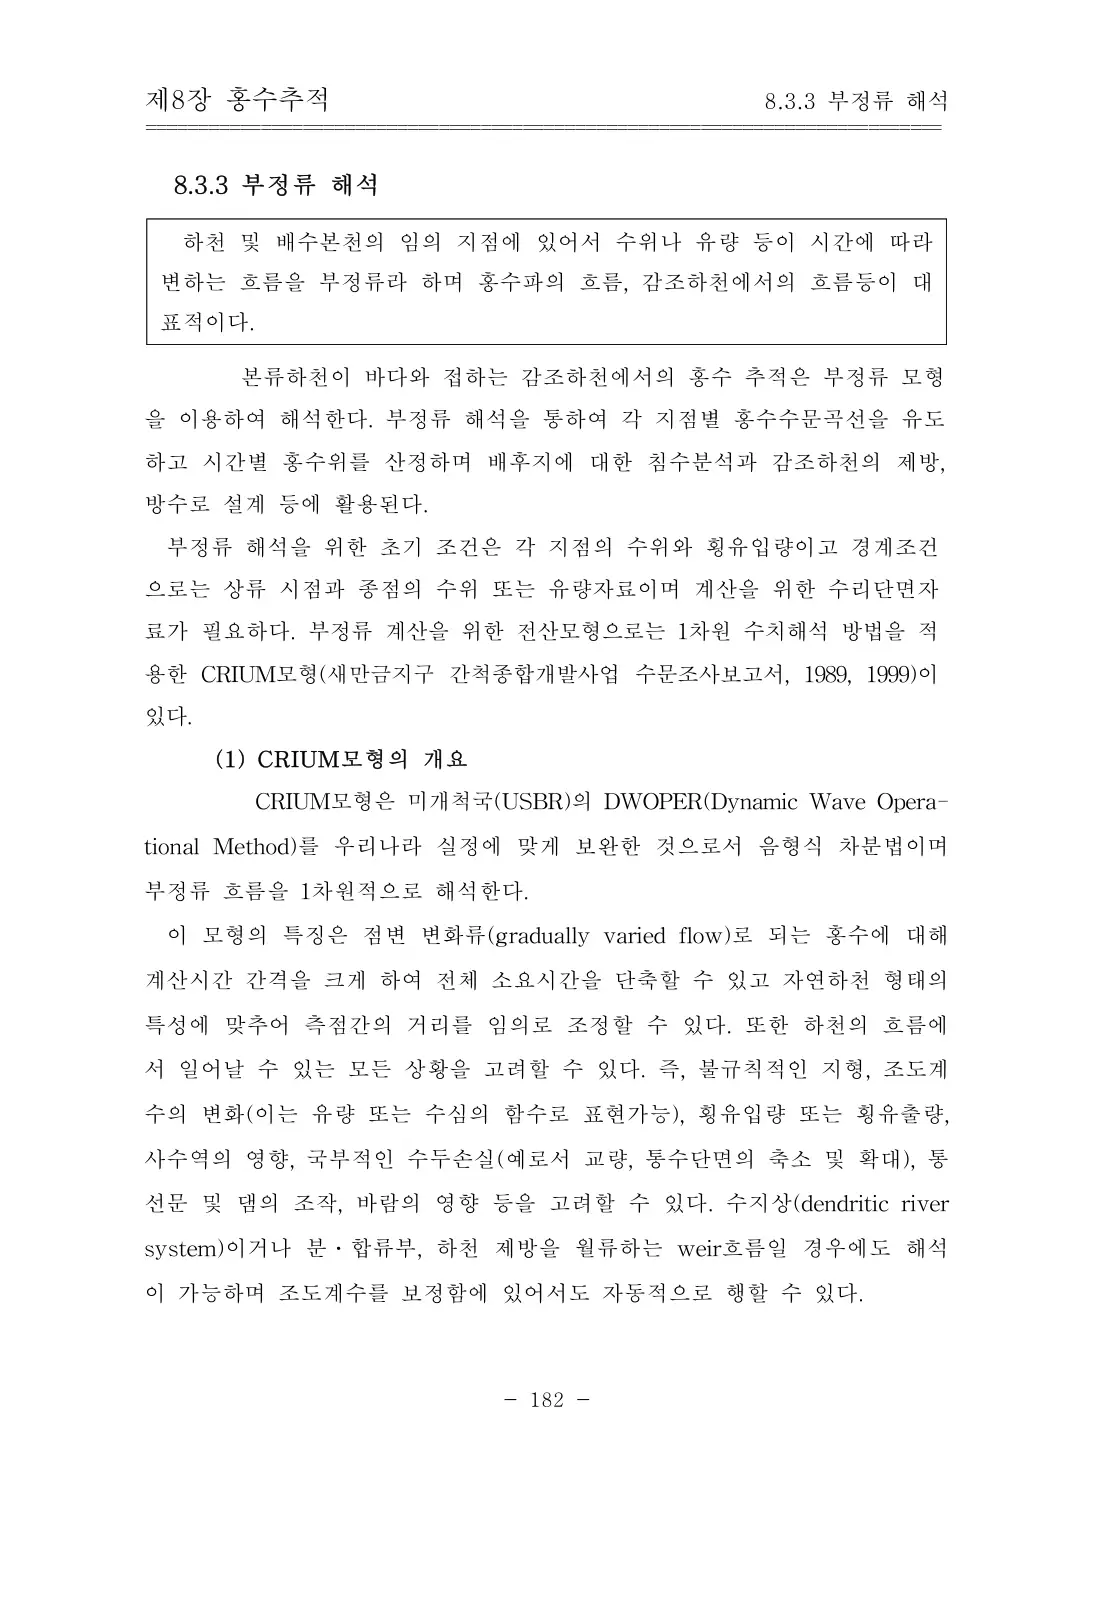 제8장 홍수추적
8.3.3 부정류 해석
8.3.3 부정류 해석
하천 및 배수본천의 임의 지점에 있어서 수위나 유량 등이 시간에 따라
변하는 흐름을 부정류라 하며 홍수파의 흐름, 감조하천에서의 흐름등이 대
표적이다.
본류하천이 바다와 접하는 감조하천에서의 홍수 추적은 부정류 모형
을 이용하여 해석한다. 부정류 해석을 통하여 각 지점별 홍수수문곡선을 유도
하고 시간별 홍수위를 산정하며 배후지에 대한 침수분석과 감조하천의 제방,
방수로 설계 등에 활용된다.
부정류 해석을 위한 초기 조건은 각 지점의 수위와 횡유입량이고 경계조건
으로는 상류 시점과 종점의 수위 또는 유량자료이며 계산을 위한 수리단면자
료가 필요하다. 부정류 계산을 위한 전산모형으로는 1차원 수치해석 방법을 적
용한 CRIUM모형(새만금지구 간척종합개발사업 수문조사보고서, 1989, 1999)이
있다.
(1) CRIUM모형의 개요
CRIUM모형은 미개척국(USBR)의 DWOPER(Dynamic Wave Opera-
tional Method)를 우리나라 실정에 맞게 보완한 것으로서 음형식 차분법이며
부정류 흐름을 1차원적으로 해석한다.
이 모형의 특징은 점변 변화류(gradually varied flow)로 되는 홍수에 대해
계산시간 간격을 크게 하여 전체 소요시간을 단축할 수 있고 자연하천 형태의
특성에 맞추어 측점간의 거리를 임의로 조정할 수 있다. 또한 하천의 흐름에
서 일어날 수 있는 모든 상황을 고려할 수 있다. 즉, 불규칙적인 지형, 조도계
수의 변화(이는 유량 또는 수심의 함수로 표현가능), 횡유입량 또는 횡유출량,
사수역의 영향, 국부적인 수두손실(예로서 교량, 통수단면의 축소 및 확대), 통
선문 및 댐의 조작, 바람의 영향 등을 고려할 수 있다. 수지상(dendritic river
system)이거나 분·합류부, 하천 제방을 월류하는 weir흐름일 경우에도 해석
이 가능하며 조도계수를 보정함에 있어서도 자동적으로 행할 수 있다.
- 182 -